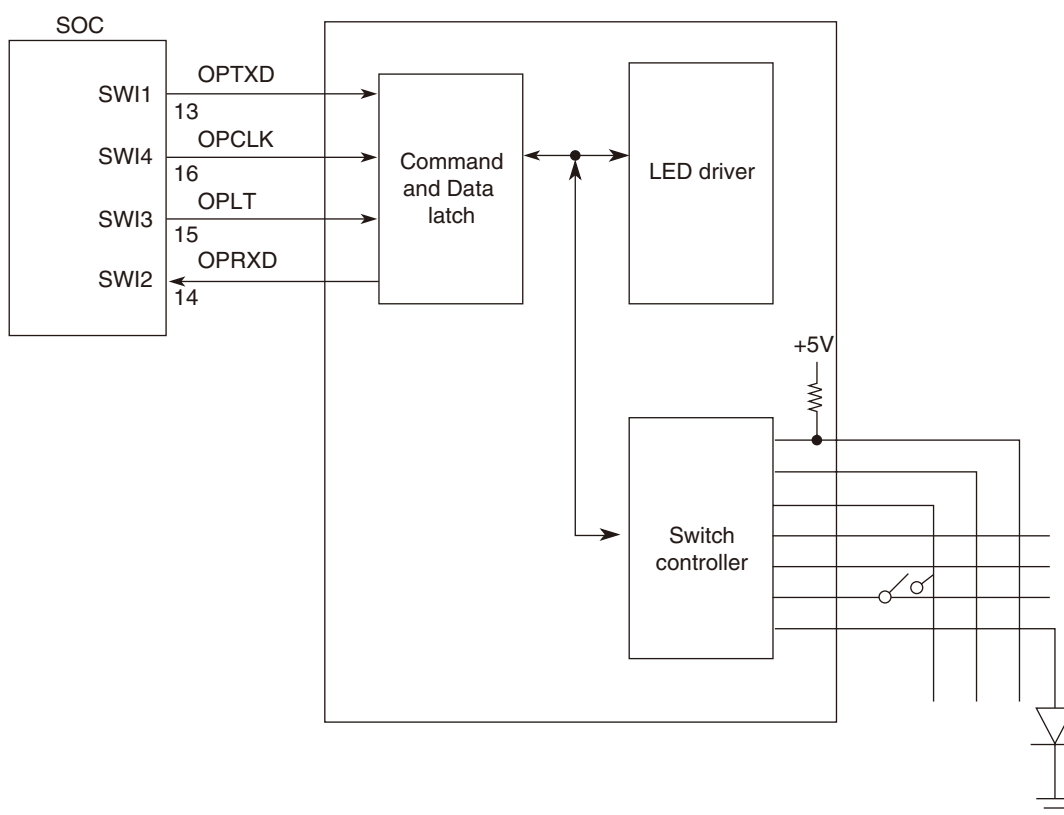 SOC
SWI1
OPTXD
13
SWI4
OPCLK
16
SWI3
OPLT
15
SWI2
OPRXD
14
Command
and Data
latch
LED driver
+5V
Switch
controller